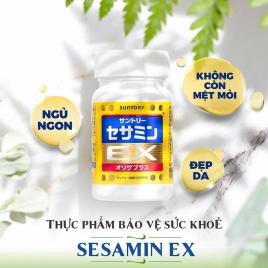 KHÔNG
CÒN
MỆT MỎI
NGỦ
NGON
SUNTORY
サントリー
セサミン
EX
オリザプラス
ĐẸP
DA
THỰC PHẨM BẢO VỆ SỨC KHOẺ
SESAMIN EX